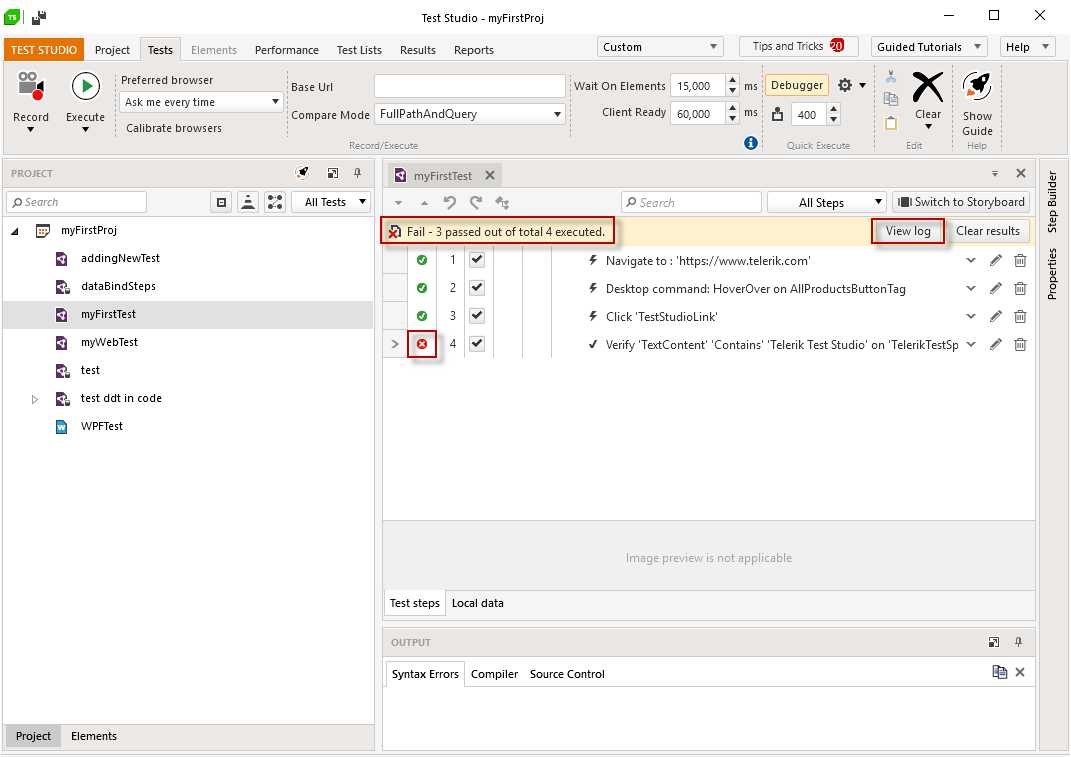 TS
Test Studio - myFirstProj
TEST STUDIO Project Tests Elements Performance Test Lists Results Reports Custom Tips and Tricks 20 Guided Tutorials Help
Record
Execute
Preferred browser
Ask me every time
Calibrate browsers
Base Url
Compare Mode FullPathAndQuery
Record/Execute
Wait On Elements 15,000 ms
Client Ready 60,000 ms
Debugger
400
Quick Execute
Clear
Edit
Show
Guide
Help
PROJECT
Search
All Tests
myFirstProj
addingNewTest
dataBindSteps
myFirstTest
myWebTest
test
test ddt in code
WPFTest
Project Elements
myFirstTest
Search
All Steps
Switch to Storyboard
Fail - 3 passed out of total 4 executed.
View log
Clear results
1 Navigate to : 'https://www.telerik.com'
2 Desktop command: HoverOver on AllProductsButtonTag
3 Click 'TestStudioLink'
4 Verify 'TextContent' 'Contains' 'Telerik Test Studio' on 'TelerikTestSp
Image preview is not applicable
Test steps Local data
OUTPUT
Syntax Errors Compiler Source Control
Step Builder
Properties